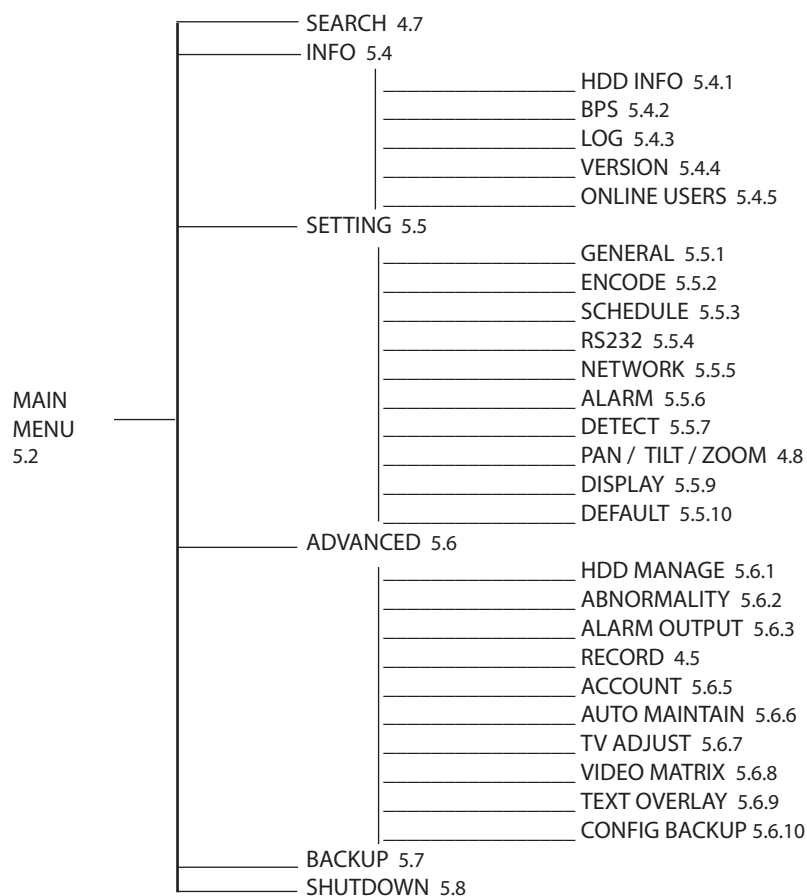 SEARCH 4.7
INFO 5.4
HDD INFO 5.4.1
BPS 5.4.2
LOG 5.4.3
VERSION 5.4.4
ONLINE USERS 5.4.5
SETTING 5.5
GENERAL 5.5.1
ENCODE 5.5.2
SCHEDULE 5.5.3
RS232 5.5.4
NETWORK 5.5.5
ALARM 5.5.6
DETECT 5.5.7
PAN / TILT / ZOOM 4.8
DISPLAY 5.5.9
DEFAULT 5.5.10
MAIN
MENU
5.2
ADVANCED 5.6
HDD MANAGE 5.6.1
ABNORMALITY 5.6.2
ALARM OUTPUT 5.6.3
RECORD 4.5
ACCOUNT 5.6.5
AUTO MAINTAIN 5.6.6
TV ADJUST 5.6.7
VIDEO MATRIX 5.6.8
TEXT OVERLAY 5.6.9
CONFIG BACKUP 5.6.10
BACKUP 5.7
SHUTDOWN 5.8